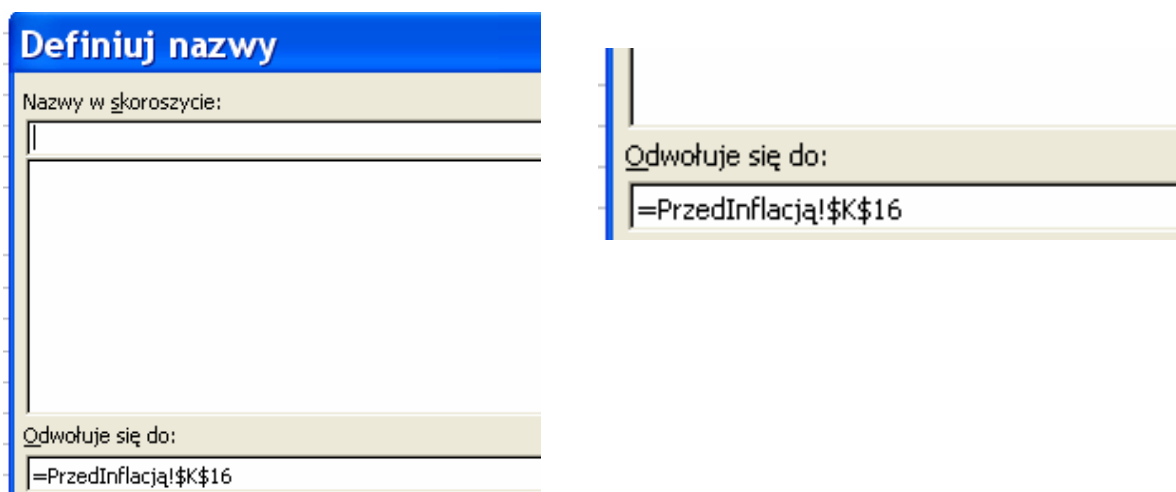 Definiuj nazwy
Nazwy w skoroszycie:
Odwołuje się do:
=PrzedInflacją!$K$16
Odwołuje się do:
=PrzedInflacją!$K$16